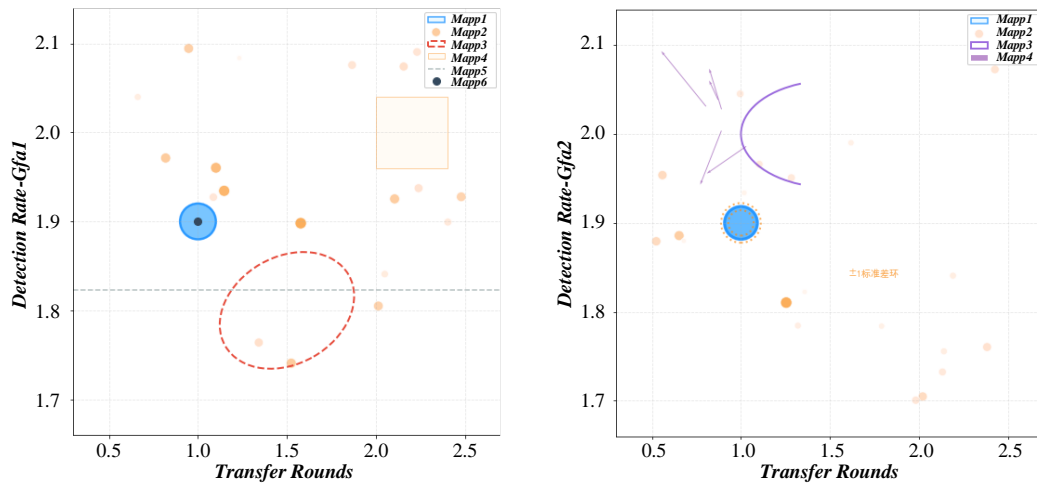 Mapp1
Mapp2
Mapp3
Mapp4
Mapp5
Mapp6
2.1
2.0
1.9
1.8
1.7
Detection Rate-Gfa1
0.5 1.0 1.5 2.0 2.5
Transfer Rounds
Mapp1
Mapp2
Mapp3
Mapp4
2.1
2.0
1.9
1.8
1.7
Detection Rate-Gfa2
±1标准差环
0.5 1.0 1.5 2.0 2.5
Transfer Rounds